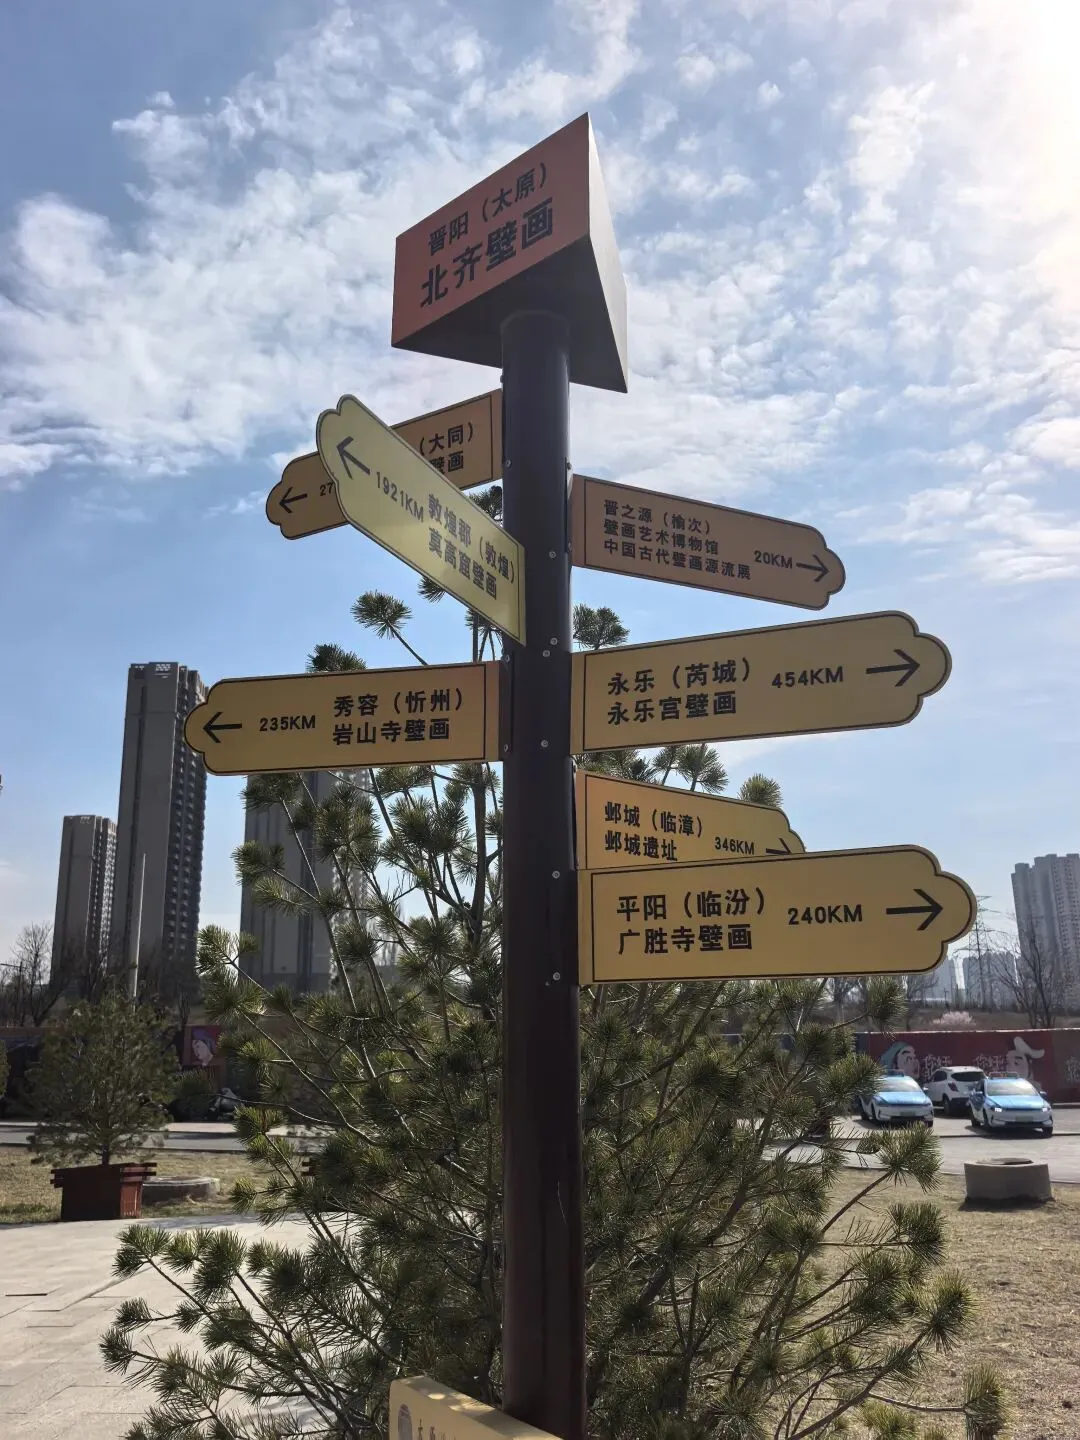 晋阳（太原）
北齐壁画
（大同）
壁画
27
1921KM
敦煌郡（敦煌）
莫高窟壁画
晋之源（榆次）
壁画艺术博物馆
中国古代壁画源流展
20KM
永乐（芮城）
永乐宫壁画
454KM
235KM
秀容（忻州）
岩山寺壁画
邺城（临漳）
邺城遗址
346KM
平阳（临汾）
广胜寺壁画
240KM